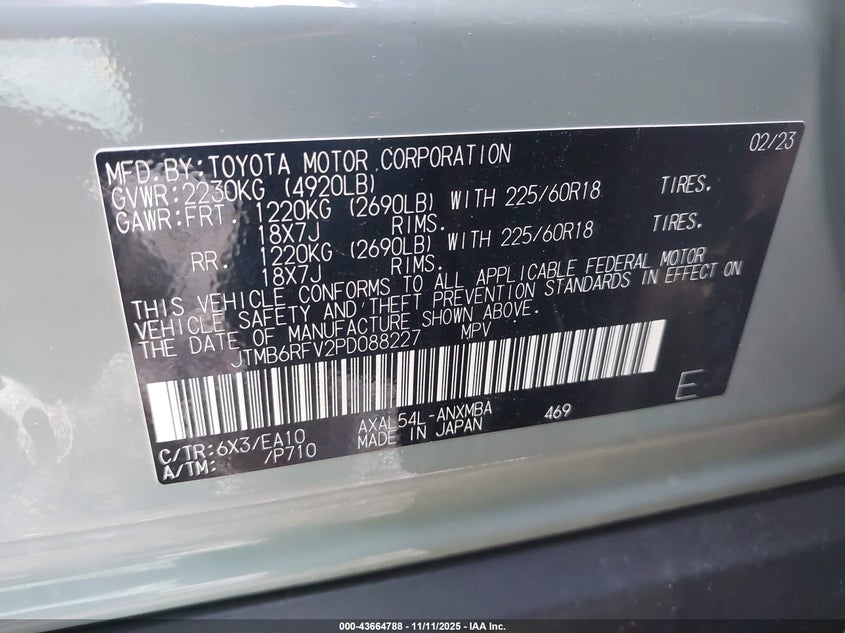 02/23
MFD.BY:TOYOTA MOTOR CORPORATION
GVWR:2230KG (4920LB)
GAWR:FRT. 1220KG (2690LB) WITH 225/60R18 TIRES.
18X7J RIMS.
RR. 1220KG (2690LB) WITH 225/60R18 TIRES.
18X7J RIMS.
THIS VEHICLE CONFORMS TO ALL APPLICABLE FEDERAL MOTOR
VEHICLE SAFETY AND THEFT PREVENTION STANDARDS IN EFFECT ON
THE DATE OF MANUFACTURE SHOWN ABOVE.
JTMB6RFV2PD088227 MPV
E
C/TR:6X3/EA10 AXAL54L-ANXMBA 469
A/TM: /P710 MADE IN JAPAN
000-43664788 - 11/11/2025 - IAA Inc.